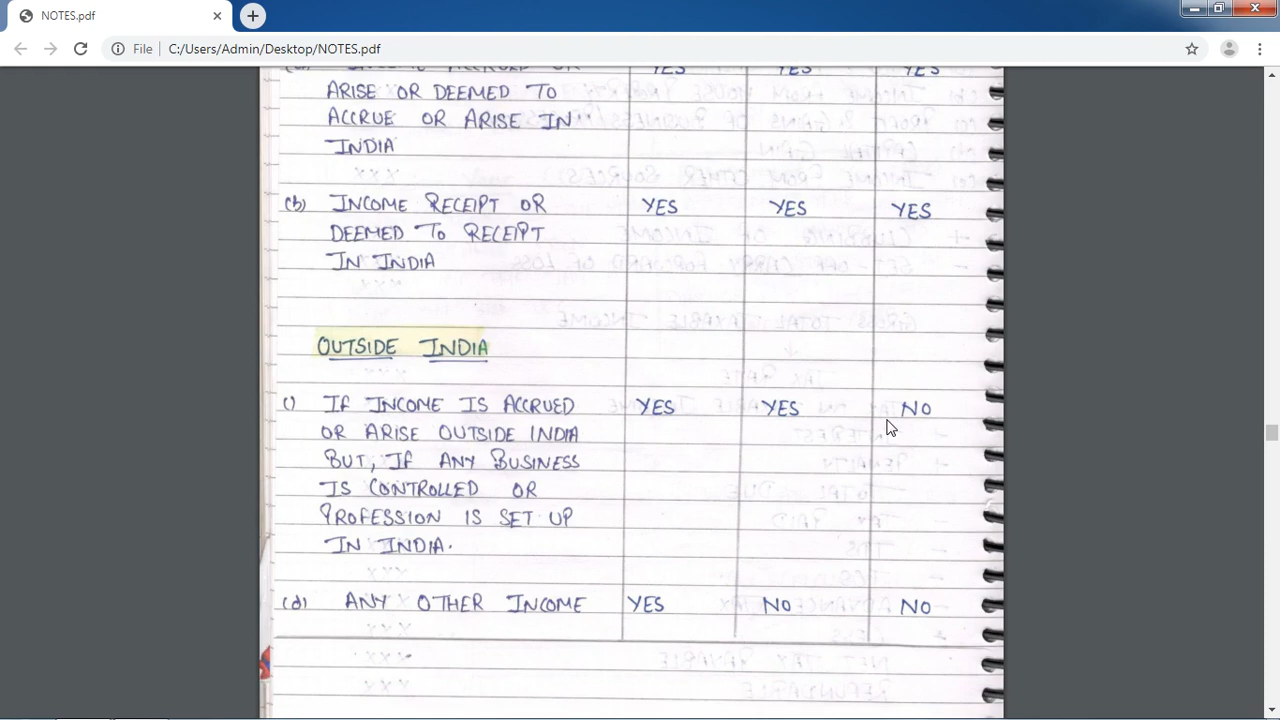 NOTES.pdf
File C:/Users/Admin/Desktop/NOTES.pdf
YES YES YES
ARISE OR DEEMED TO
ACCRUE OR ARISE IN
INDIA
(b) INCOME RECEIPT OR YES YES YES
DEEMED TO RECEIPT
IN INDIA
OUTSIDE INDIA
IF INCOME IS ACCRUED YES YES NO
OR ARISE OUTSIDE INDIA
BUT, IF ANY BUSINESS
IS CONTROLLED OR
PROFESSION IS SET UP
IN INDIA.
(d) ANY OTHER INCOME YES NO NO